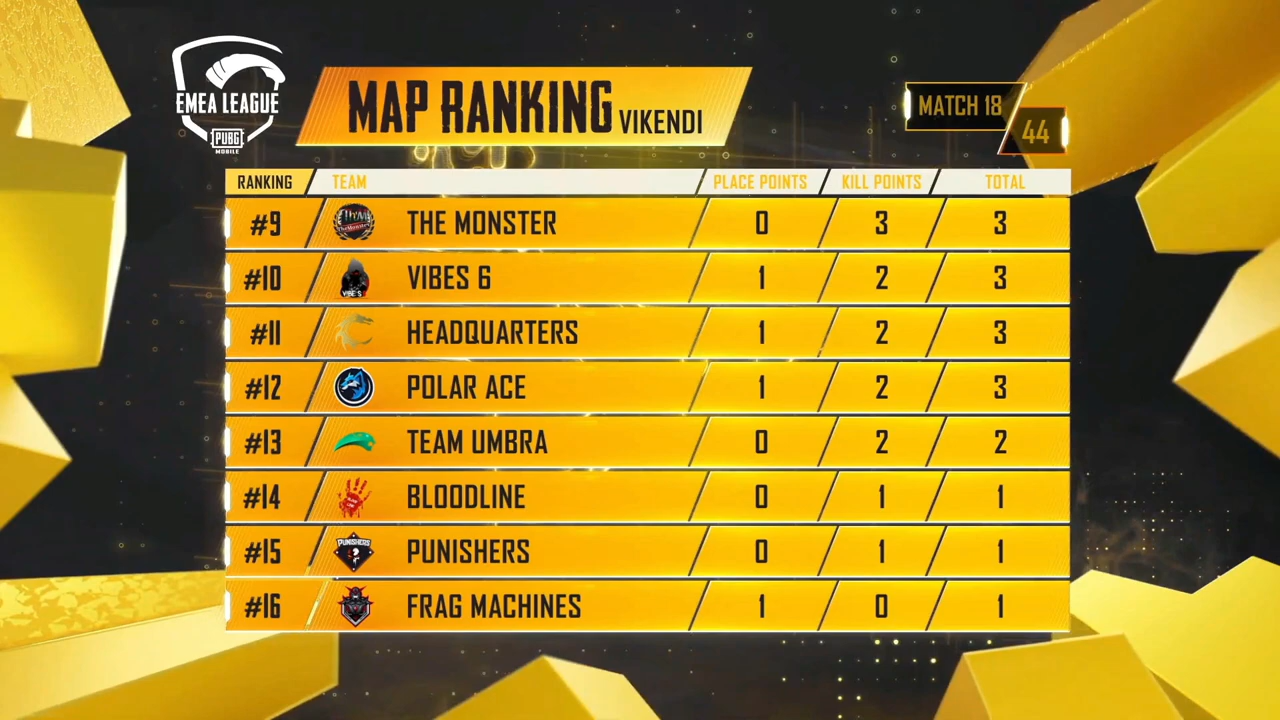 EMEA LEAGUE
PUBG
MOBILE
MAP RANKING VIKENDI
MATCH 18
44
RANKING TEAM PLACE POINTS KILL POINTS TOTAL
#9 THE MONSTER 0 3 3
#10 VIBES 6 1 2 3
#11 HEADQUARTERS 1 2 3
#12 POLAR ACE 1 2 3
#13 TEAM UMBRA 0 2 2
#14 BLOODLINE 0 1 1
#15 PUNISHERS PUNISHERS 0 1 1
#16 FRAG MACHINES 1 0 1